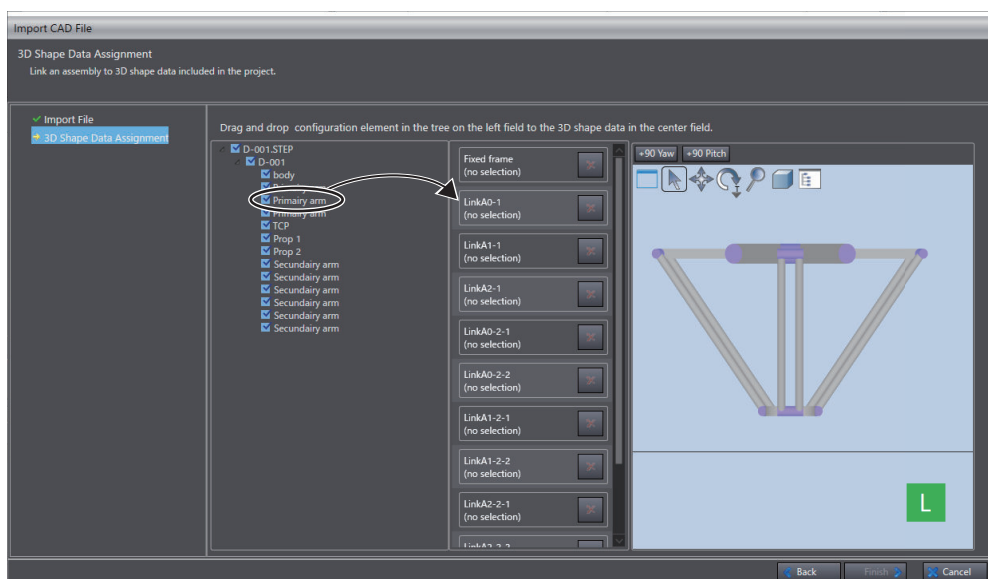 Import CAD File
3D Shape Data Assignment
Link an assembly to 3D shape data included in the project.
Import File
3D Shape Data Assignment
Drag and drop configuration element in the tree on the left field to the 3D shape data in the center field.
D-001.STEP
D-001
body
Primairy arm
Primairy arm
TCP
Prop 1
Prop 2
Secundairy arm
Secundairy arm
Secundairy arm
Secundairy arm
Secundairy arm
Secundairy arm
Fixed frame
(no selection)
LinkA0-1
(no selection)
LinkA1-1
(no selection)
LinkA2-1
(no selection)
LinkA0-2-1
(no selection)
LinkA0-2-2
(no selection)
LinkA1-2-1
(no selection)
LinkA1-2-2
(no selection)
LinkA2-2-1
(no selection)
+90 Yaw +90 Pitch
L
Back Finish Cancel